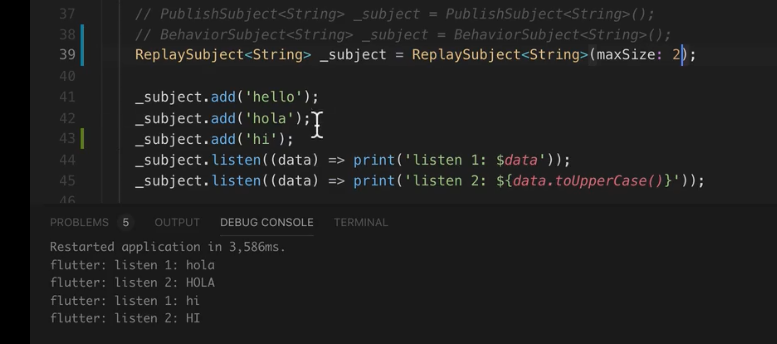 37 // PublishSubject<String> _subject = PublishSubject<String>();
38 // BehaviorSubject<String> _subject = BehaviorSubject<String>();
39 ReplaySubject<String> _subject = ReplaySubject<String>(maxSize: 2);
40
41 _subject.add('hello');
42 _subject.add('hola');
43 _subject.add('hi');
44 _subject.listen((data) => print('listen 1: $data'));
45 _subject.listen((data) => print('listen 2: ${data.toUpperCase()}'));
46
PROBLEMS 5 OUTPUT DEBUG CONSOLE TERMINAL
Restarted application in 3,586ms.
flutter: listen 1: hola
flutter: listen 2: HOLA
flutter: listen 1: hi
flutter: listen 2: HI